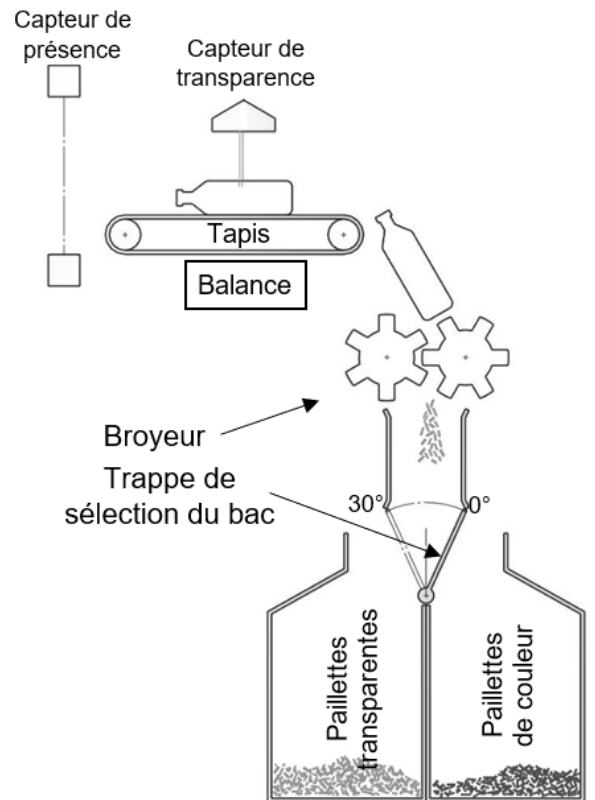 Capteur de
présence
Capteur de
transparence
Tapis
Balance
Broyeur
Trappe de
sélection du bac
30°
0°
Paillettes
transparentes
Paillettes
de couleur